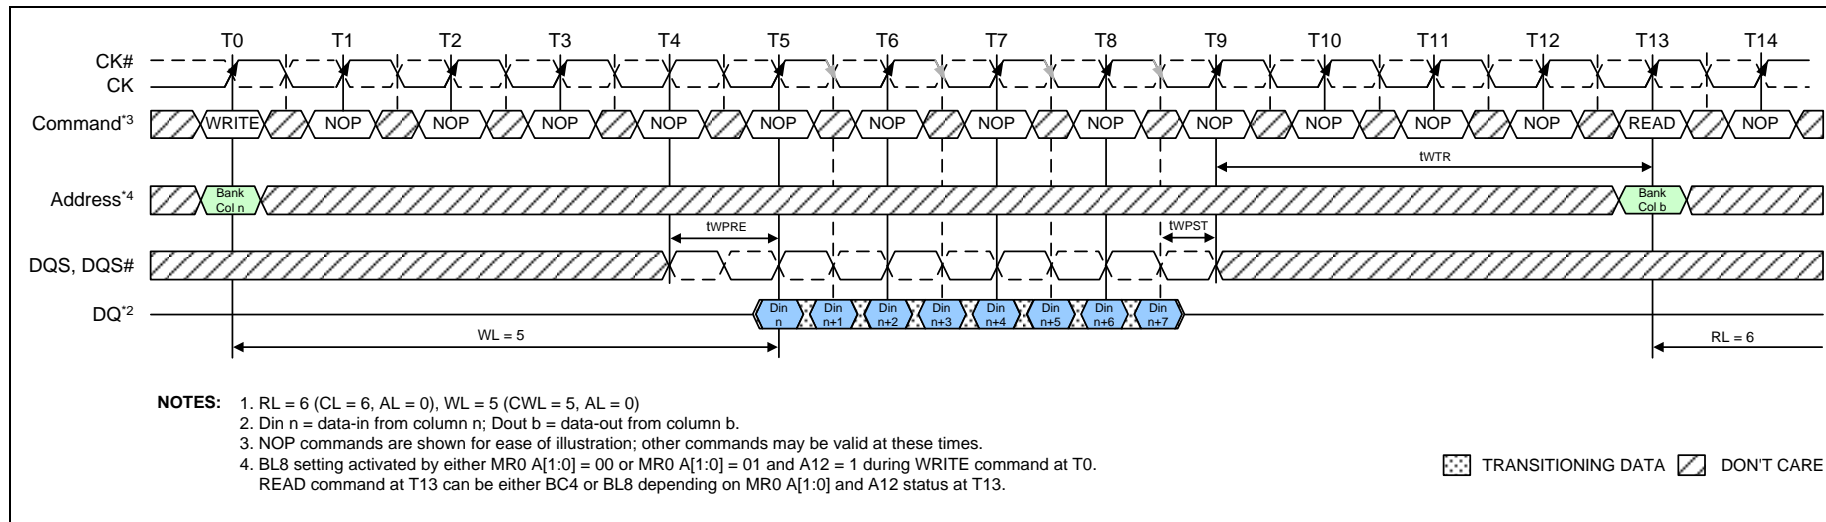 T0 T1 T2 T3 T4 T5 T6 T7 T8 T9 T10 T11 T12 T13 T14
CK#
CK
Command*3 WRITE NOP NOP NOP NOP NOP NOP NOP NOP NOP NOP NOP NOP READ NOP
tWTR
Address*4 Bank Col n Bank Col b
tWPRE tWPST
DQS, DQS#
DQ*2 Din n Din n+1 Din n+2 Din n+3 Din n+4 Din n+5 Din n+6 Din n+7
WL = 5 RL = 6
NOTES: 1. RL = 6 (CL = 6, AL = 0), WL = 5 (CWL = 5, AL = 0)
2. Din n = data-in from column n; Dout b = data-out from column b.
3. NOP commands are shown for ease of illustration; other commands may be valid at these times.
4. BL8 setting activated by either MR0 A[1:0] = 00 or MR0 A[1:0] = 01 and A12 = 1 during WRITE command at T0.
READ command at T13 can be either BC4 or BL8 depending on MR0 A[1:0] and A12 status at T13.
TRANSITIONING DATA DON'T CARE